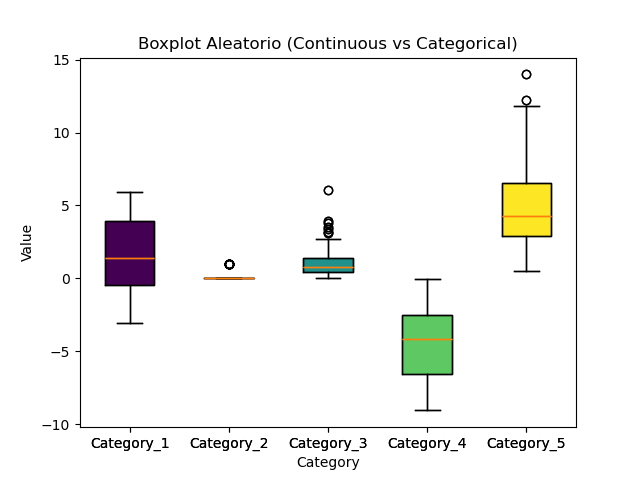 Boxplot Aleatorio (Continuous vs Categorical)
15
10
5
0
−5
−10
Value
Category_1 Category_2 Category_3 Category_4 Category_5
Category